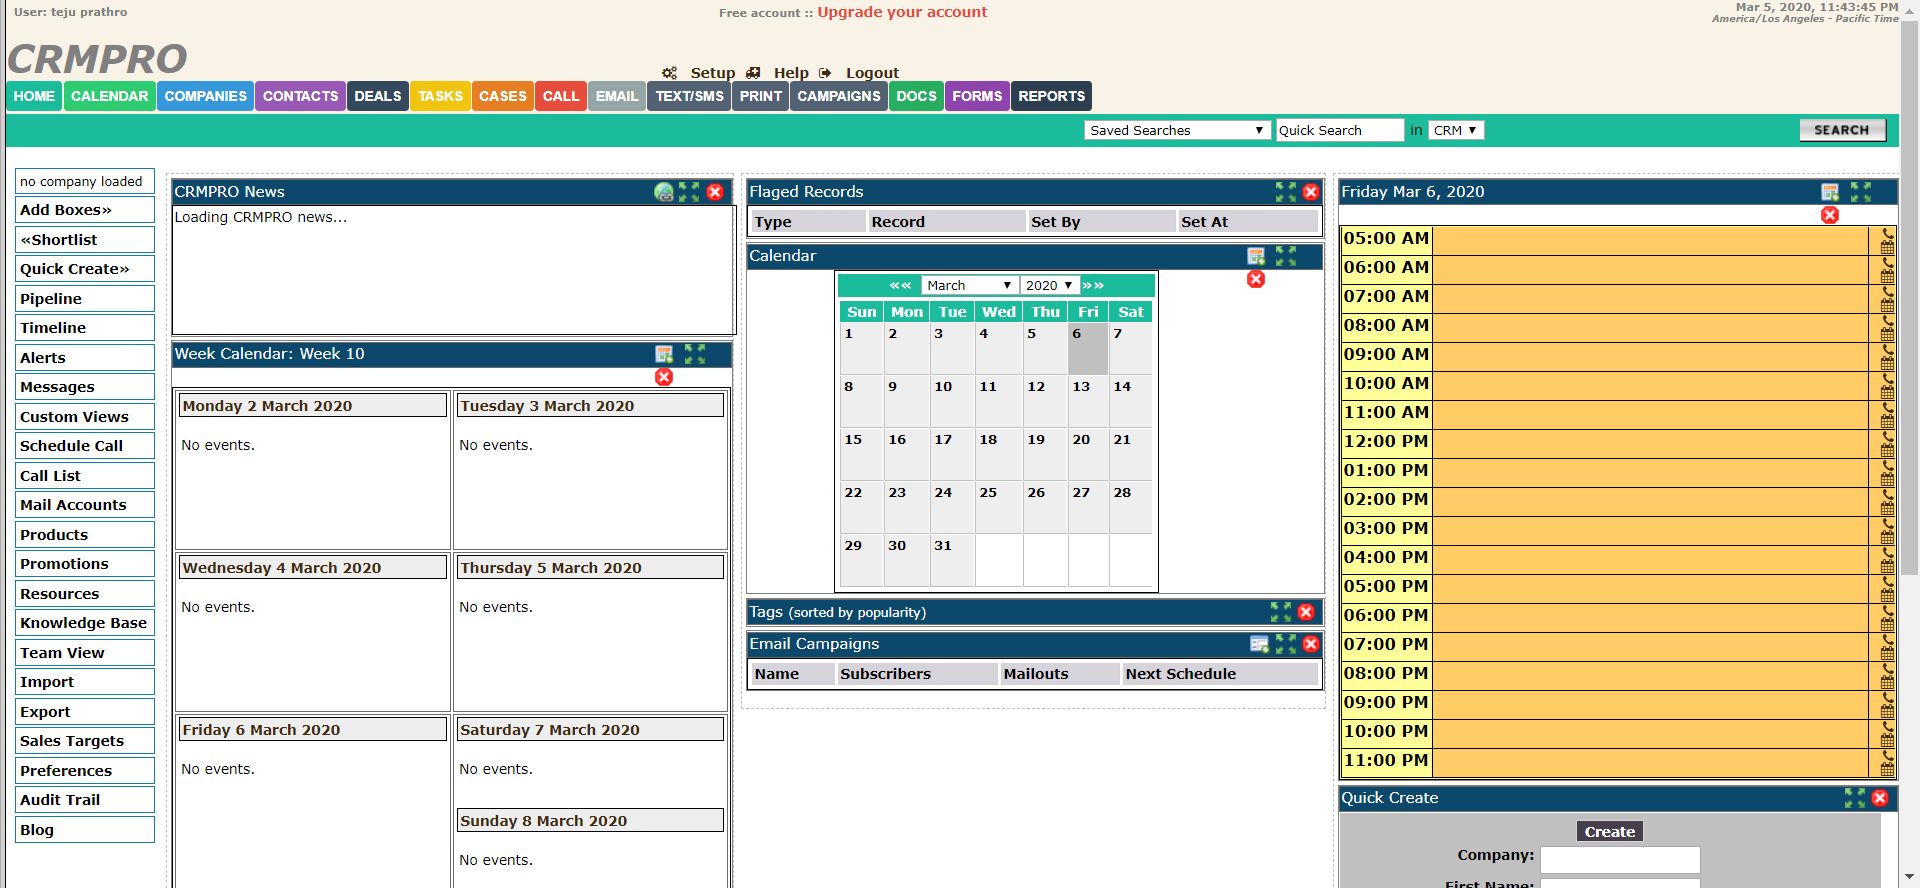 User: teju prathro
Free account :: Upgrade your account
Mar 5, 2020, 11:43:45 PM
America/Los Angeles - Pacific Time
CRMPRO
Setup Help Logout
HOME CALENDAR COMPANIES CONTACTS DEALS TASKS CASES CALL EMAIL TEXT/SMS PRINT CAMPAIGNS DOCS FORMS REPORTS
Saved Searches Quick Search in CRM SEARCH
no company loaded
Add Boxes»
«Shortlist
Quick Create»
Pipeline
Timeline
Alerts
Messages
Custom Views
Schedule Call
Call List
Mail Accounts
Products
Promotions
Resources
Knowledge Base
Team View
Import
Export
Sales Targets
Preferences
Audit Trail
Blog
CRMPRO News
Loading CRMPRO news...
Week Calendar: Week 10
Monday 2 March 2020
No events.
Tuesday 3 March 2020
No events.
Wednesday 4 March 2020
No events.
Thursday 5 March 2020
No events.
Friday 6 March 2020
No events.
Saturday 7 March 2020
No events.
Sunday 8 March 2020
No events.
Flaged Records
Type Record Set By Set At
Calendar
«« March 2020 »»
Sun Mon Tue Wed Thu Fri Sat
1 2 3 4 5 6 7
8 9 10 11 12 13 14
15 16 17 18 19 20 21
22 23 24 25 26 27 28
29 30 31
Tags (sorted by popularity)
Email Campaigns
Name Subscribers Mailouts Next Schedule
Friday Mar 6, 2020
05:00 AM
06:00 AM
07:00 AM
08:00 AM
09:00 AM
10:00 AM
11:00 AM
12:00 PM
01:00 PM
02:00 PM
03:00 PM
04:00 PM
05:00 PM
06:00 PM
07:00 PM
08:00 PM
09:00 PM
10:00 PM
11:00 PM
Quick Create
Create
Company:
First Name: